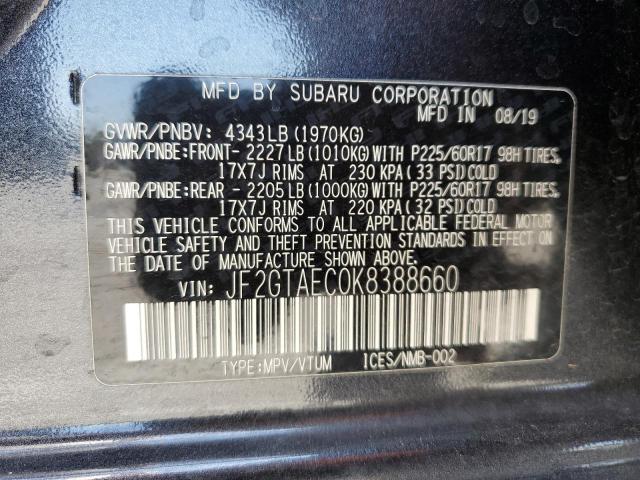 MFD BY SUBARU CORPORATION
MFD IN 08/19
GVWR/PNBV: 4343LB (1970KG)
GAWR/PNBE:FRONT- 2227LB (1010KG) WITH P225/60R17 98H TIRES,
17X7J RIMS AT 230 KPA (33 PSI) COLD
GAWR/PNBE:REAR - 2205LB (1000KG) WITH P225/60R17 98H TIRES,
17X7J RIMS AT 220 KPA (32 PSI) COLD
THIS VEHICLE CONFORMS TO ALL APPLICABLE FEDERAL MOTOR
VEHICLE SAFETY AND THEFT PREVENTION STANDARDS IN EFFECT
ON THE DATE OF MANUFACTURE SHOWN ABOVE.
VIN: JF2GTAEC0K8388660
TYPE:MPV/VTUM ICES/NMB-002